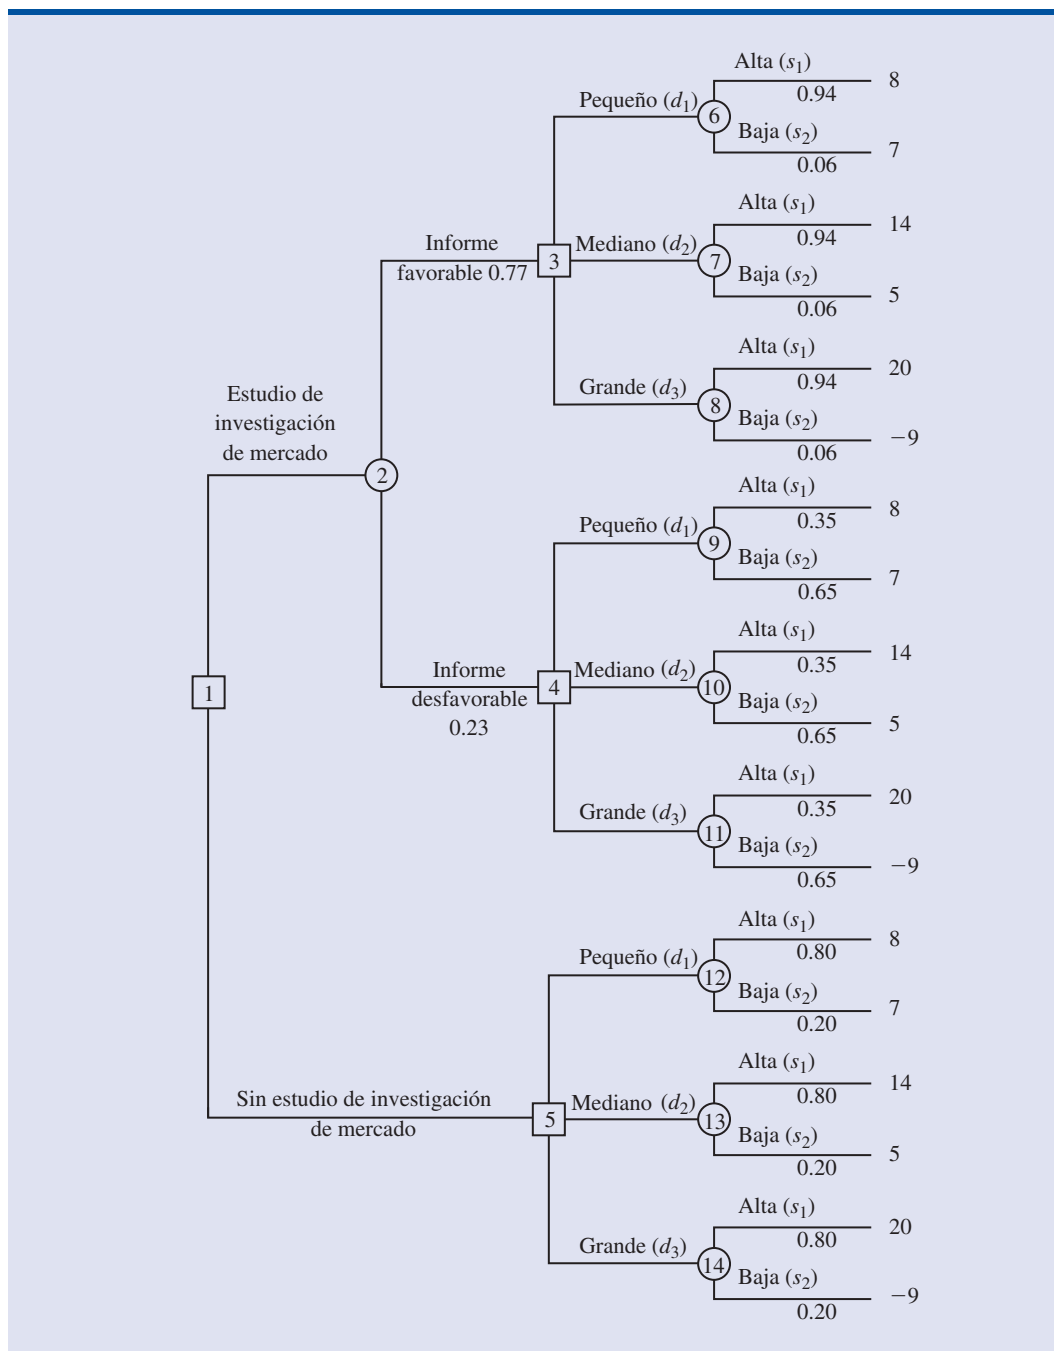 Alta (s1)
8
0.94
Pequeño (d1)
6
Baja (s2)
7
0.06
Alta (s1)
14
0.94
Informe
favorable 0.77
3
Mediano (d2)
7
Baja (s2)
5
0.06
Alta (s1)
20
0.94
Grande (d3)
8
Baja (s2)
−9
0.06
Estudio de
investigación
de mercado
2
Alta (s1)
8
0.35
Pequeño (d1)
9
Baja (s2)
7
0.65
Alta (s1)
14
0.35
Informe
desfavorable
0.23
4
Mediano (d2)
10
Baja (s2)
5
0.65
1
Alta (s1)
20
0.35
Grande (d3)
11
Baja (s2)
−9
0.65
Alta (s1)
8
0.80
Pequeño (d1)
12
Baja (s2)
7
0.20
Alta (s1)
14
0.80
Sin estudio de investigación
de mercado
5
Mediano (d2)
13
Baja (s2)
5
0.20
Alta (s1)
20
0.80
Grande (d3)
14
Baja (s2)
−9
0.20